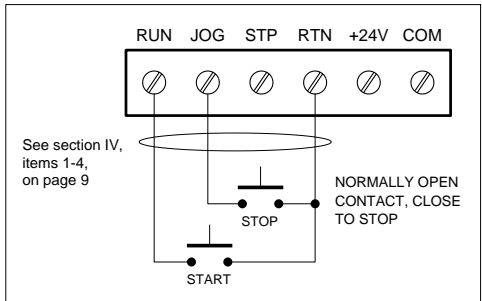 RUN JOG STP RTN +24V COM
See section IV,
items 1-4,
on page 9
NORMALLY OPEN
CONTACT, CLOSE
TO STOP
STOP
START